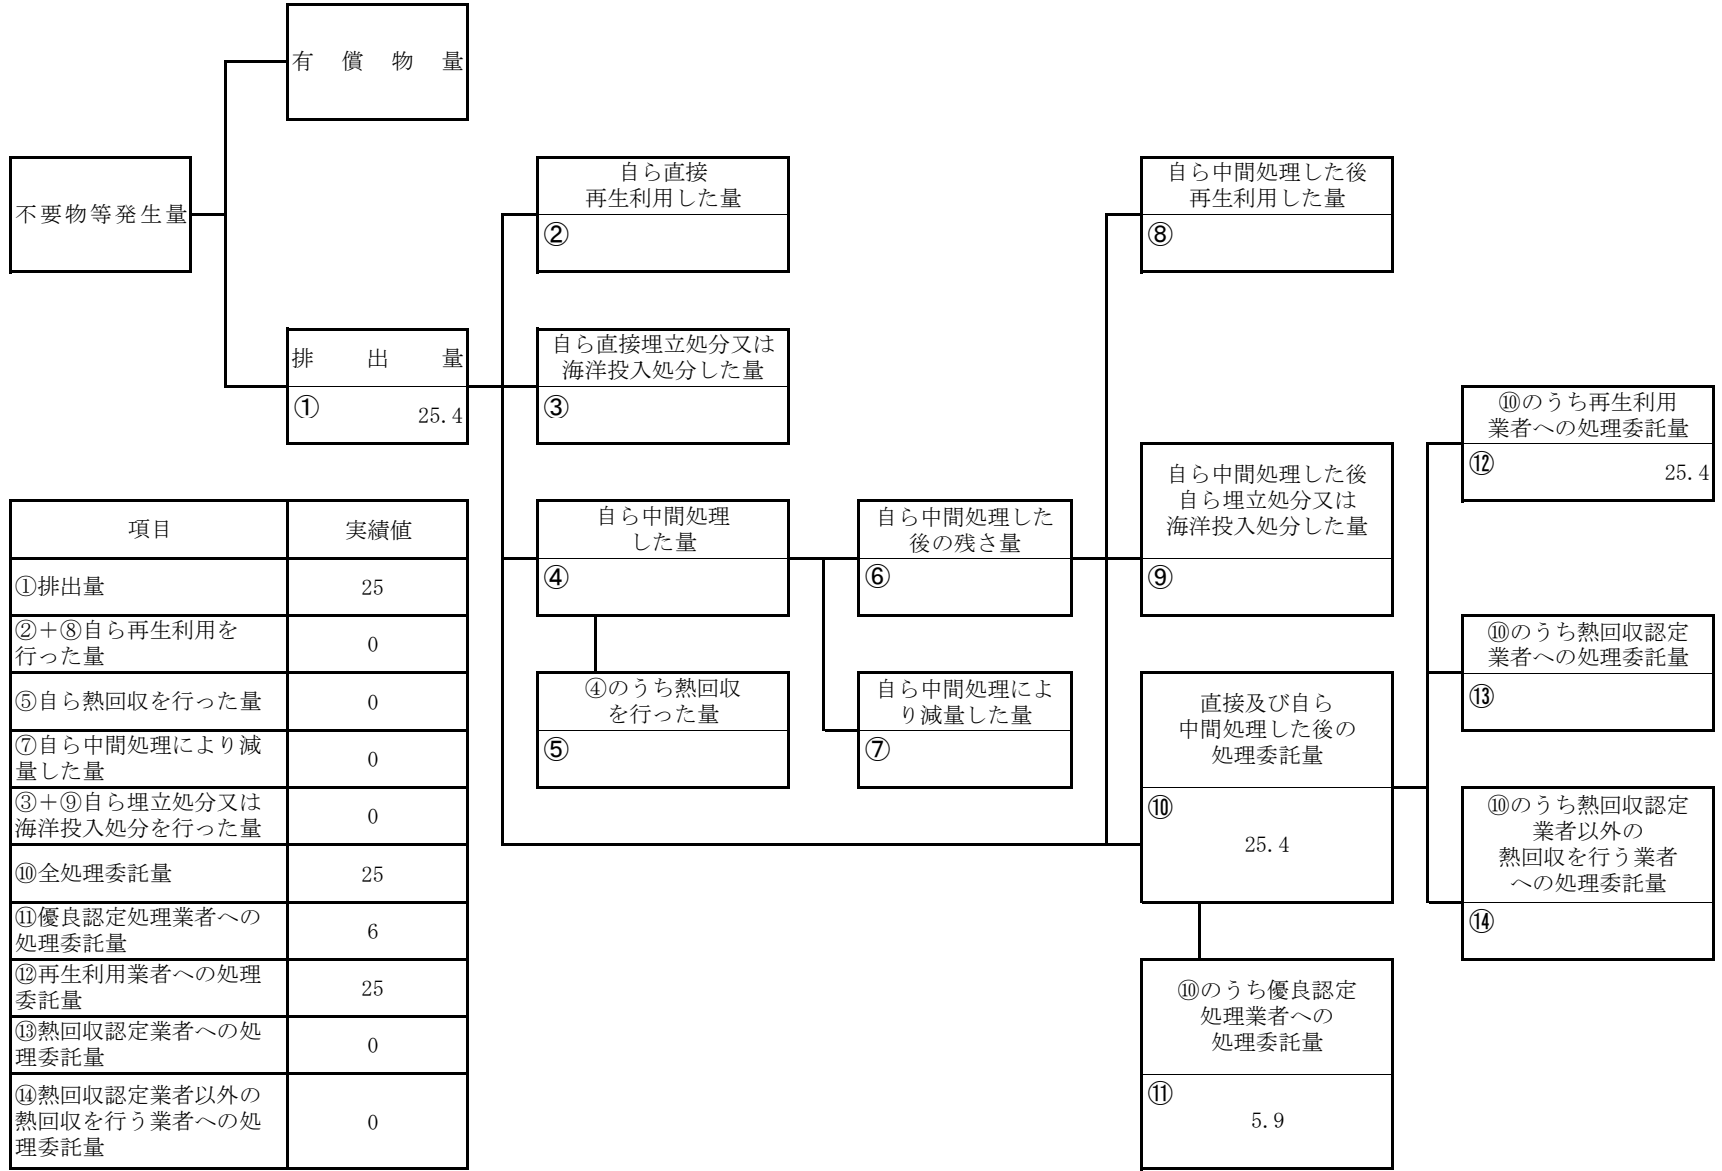 有償物量
不要物等発生量
排出量
① 25.4
自ら直接
再生利用した量
②
自ら直接埋立処分又は
海洋投入処分した量
③
自ら中間処理
した量
④
④のうち熱回収
を行った量
⑤
自ら中間処理した
後の残さ量
⑥
自ら中間処理によ
り減量した量
⑦
自ら中間処理した後
再生利用した量
⑧
自ら中間処理した後
自ら埋立処分又は
海洋投入処分した量
⑨
直接及び自ら
中間処理した後の
処理委託量
⑩
25.4
⑩のうち優良認定
処理業者への
処理委託量
⑪
5.9
⑩のうち再生利用
業者への処理委託量
⑫ 25.4
⑩のうち熱回収認定
業者への処理委託量
⑬
⑩のうち熱回収認定
業者以外の
熱回収を行う業者
への処理委託量
⑭
項目 実績値
①排出量 25
②＋⑧自ら再生利用を
行った量 0
⑤自ら熱回収を行った量 0
⑦自ら中間処理により減
量した量 0
③＋⑨自ら埋立処分又は
海洋投入処分を行った量 0
⑩全処理委託量 25
⑪優良認定処理業者への
処理委託量 6
⑫再生利用業者への処理
委託量 25
⑬熱回収認定業者への処
理委託量 0
⑭熱回収認定業者以外の
熱回収を行う業者への処
理委託量 0